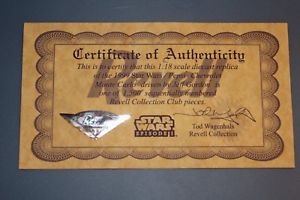 Certificate of Authenticity
This is to certify that this 1:18 scale diecast replica
of the 1999 Star Wars / Pepsi Chevrolet
Monte Carlo driven by Jeff Gordon is
one of 1,500 sequentially numbered
Revell Collection Club pieces.
STAR
WARS
EPISODE I
Tod Wagenhals
Revell Collection